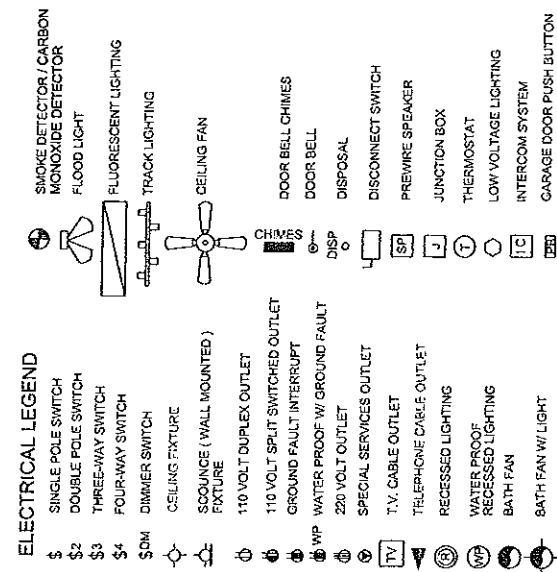 ELECTRICAL LEGEND
$ SINGLE POLE SWITCH
$2 DOUBLE POLE SWITCH
$3 THREE-WAY SWITCH
$4 FOUR-WAY SWITCH
$DM DIMMER SWITCH
CEILING FIXTURE
SCOUNCE ( WALL MOUNTED )
FIXTURE
110 VOLT DUPLEX OUTLET
110 VOLT SPLIT SWITCHED OUTLET
GROUND FAULT INTERRUPT
WP WATER PROOF W/ GROUND FAULT
220 VOLT OUTLET
SPECIAL SERVICES OUTLET
TV T.V. CABLE OUTLET
TELEPHONE CABLE OUTLET
R RECESSED LIGHTING
WP WATER PROOF
RECESSED LIGHTING
BATH FAN
BATH FAN W/ LIGHT
SMOKE DETECTOR / CARBON
MONOXIDE DETECTOR
FLOOD LIGHT
FLUORESCENT LIGHTING
TRACK LIGHTING
CEILING FAN
CHIMES DOOR BELL CHIMES
DOOR BELL
DISP DISPOSAL
DISCONNECT SWITCH
SP PREWIRE SPEAKER
J JUNCTION BOX
T THERMOSTAT
LOW VOLTAGE LIGHTING
IC INTERCOM SYSTEM
PB GARAGE DOOR PUSH BUTTON